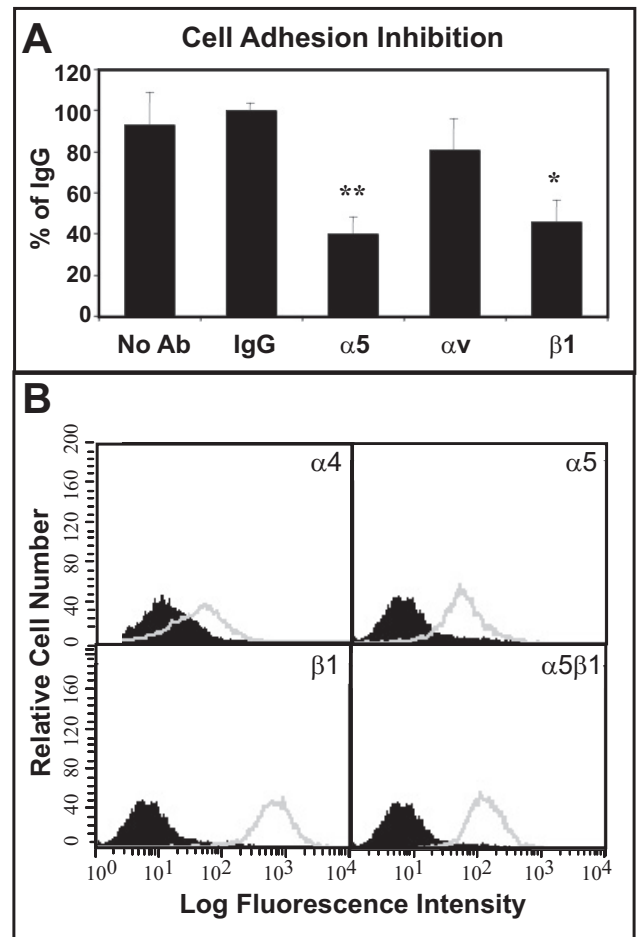 A
Cell Adhesion Inhibition
% of IgG
120
100
80
60
40
20
0
**
*
No Ab IgG α5 αv β1
B
Relative Cell Number
200
160
120
80
40
0
α4
α5
160
120
80
40
0
β1
α5β1
10⁰ 10¹ 10² 10³ 10⁴ 10¹ 10² 10³ 10⁴
Log Fluorescence Intensity